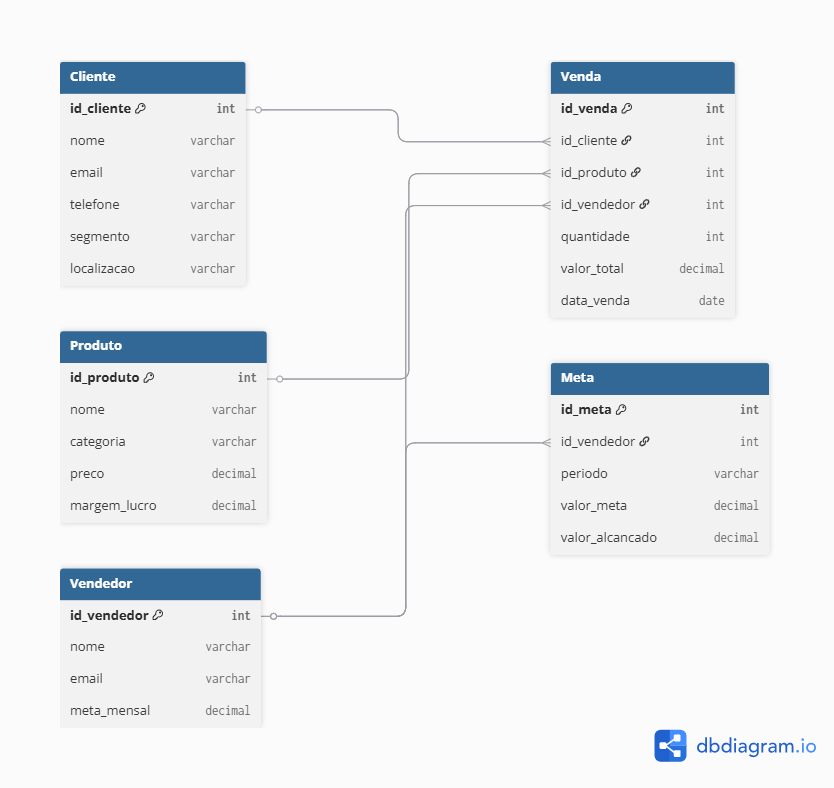 Cliente
id_cliente int
nome varchar
email varchar
telefone varchar
segmento varchar
localizacao varchar
Produto
id_produto int
nome varchar
categoria varchar
preco decimal
margem_lucro decimal
Vendedor
id_vendedor int
nome varchar
email varchar
meta_mensal decimal
Venda
id_venda int
id_cliente int
id_produto int
id_vendedor int
quantidade int
valor_total decimal
data_venda date
Meta
id_meta int
id_vendedor int
periodo varchar
valor_meta decimal
valor_alcancado decimal
dbdiagram.io